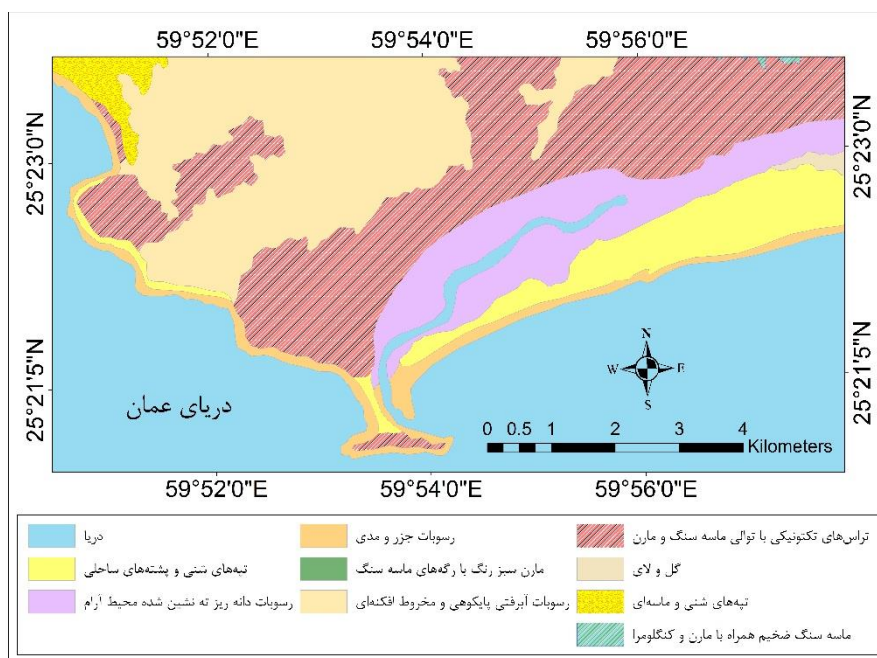 59°52'0"E 59°54'0"E 59°56'0"E
25°23'0"N 25°23'0"N
25°21'5"N 25°21'5"N
دریای عمان
N
W E
S
0 0.5 1 2 3 4
Kilometers
59°52'0"E 59°54'0"E 59°56'0"E
تراس‌های تکتونیکی با توالی ماسه سنگ و مارن
رسوبات جزر و مدی
دریا
گل و لای
مارن سبز رنگ با رگه‌های ماسه سنگ
تپه‌های شنی و پشته‌های ساحلی
تپه‌های شنی و ماسه‌ای
رسوبات آبرفتی پایکوهی و مخروط افکنه‌ای
رسوبات دانه ریز ته نشین شده محیط آرام
ماسه سنگ ضخیم همراه با مارن و کنگلومرا